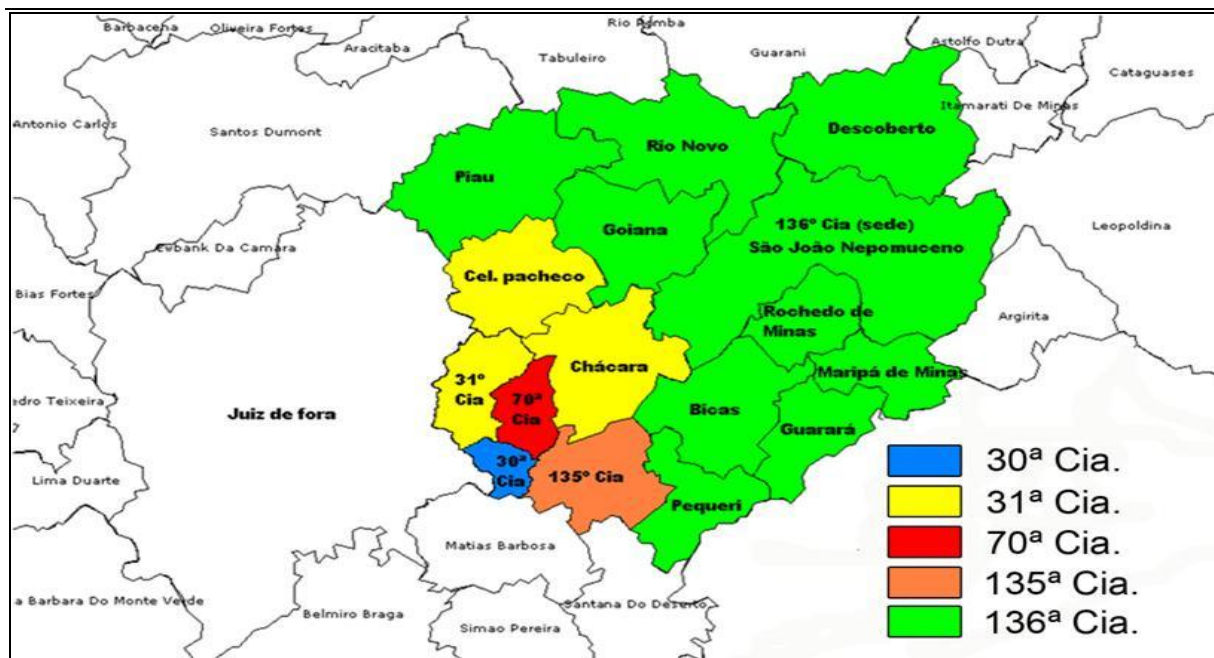 Barbacena
Oliveira Fortes
Rio Pomba
Aracitaba
Tabuleiro
Guarani
Astolfo Dutra
Cataguases
Antonio Carlos
Santos Dumont
Itamarati De Minas
Descoberto
Rio Novo
Piau
Goiana
136º Cia (sede)
São João Nepomuceno
Leopoldina
Eubank Da Camara
Cel. pacheco
Bias Fortes
Rochedo de
Minas
Argirita
Chácara
Maripá de Minas
31º
Cia
70ª
Cia
edro Teixeira
Juiz de fora
Bicas
Guarará
30ª
Cia
135º Cia
Lima Duarte
Pequeri
Matias Barbosa
a Barbara Do Monte Verde
Belmiro Braga
Santana Do Deserto
Simao Pereira
30ª Cia.
31ª Cia.
70ª Cia.
135ª Cia.
136ª Cia.